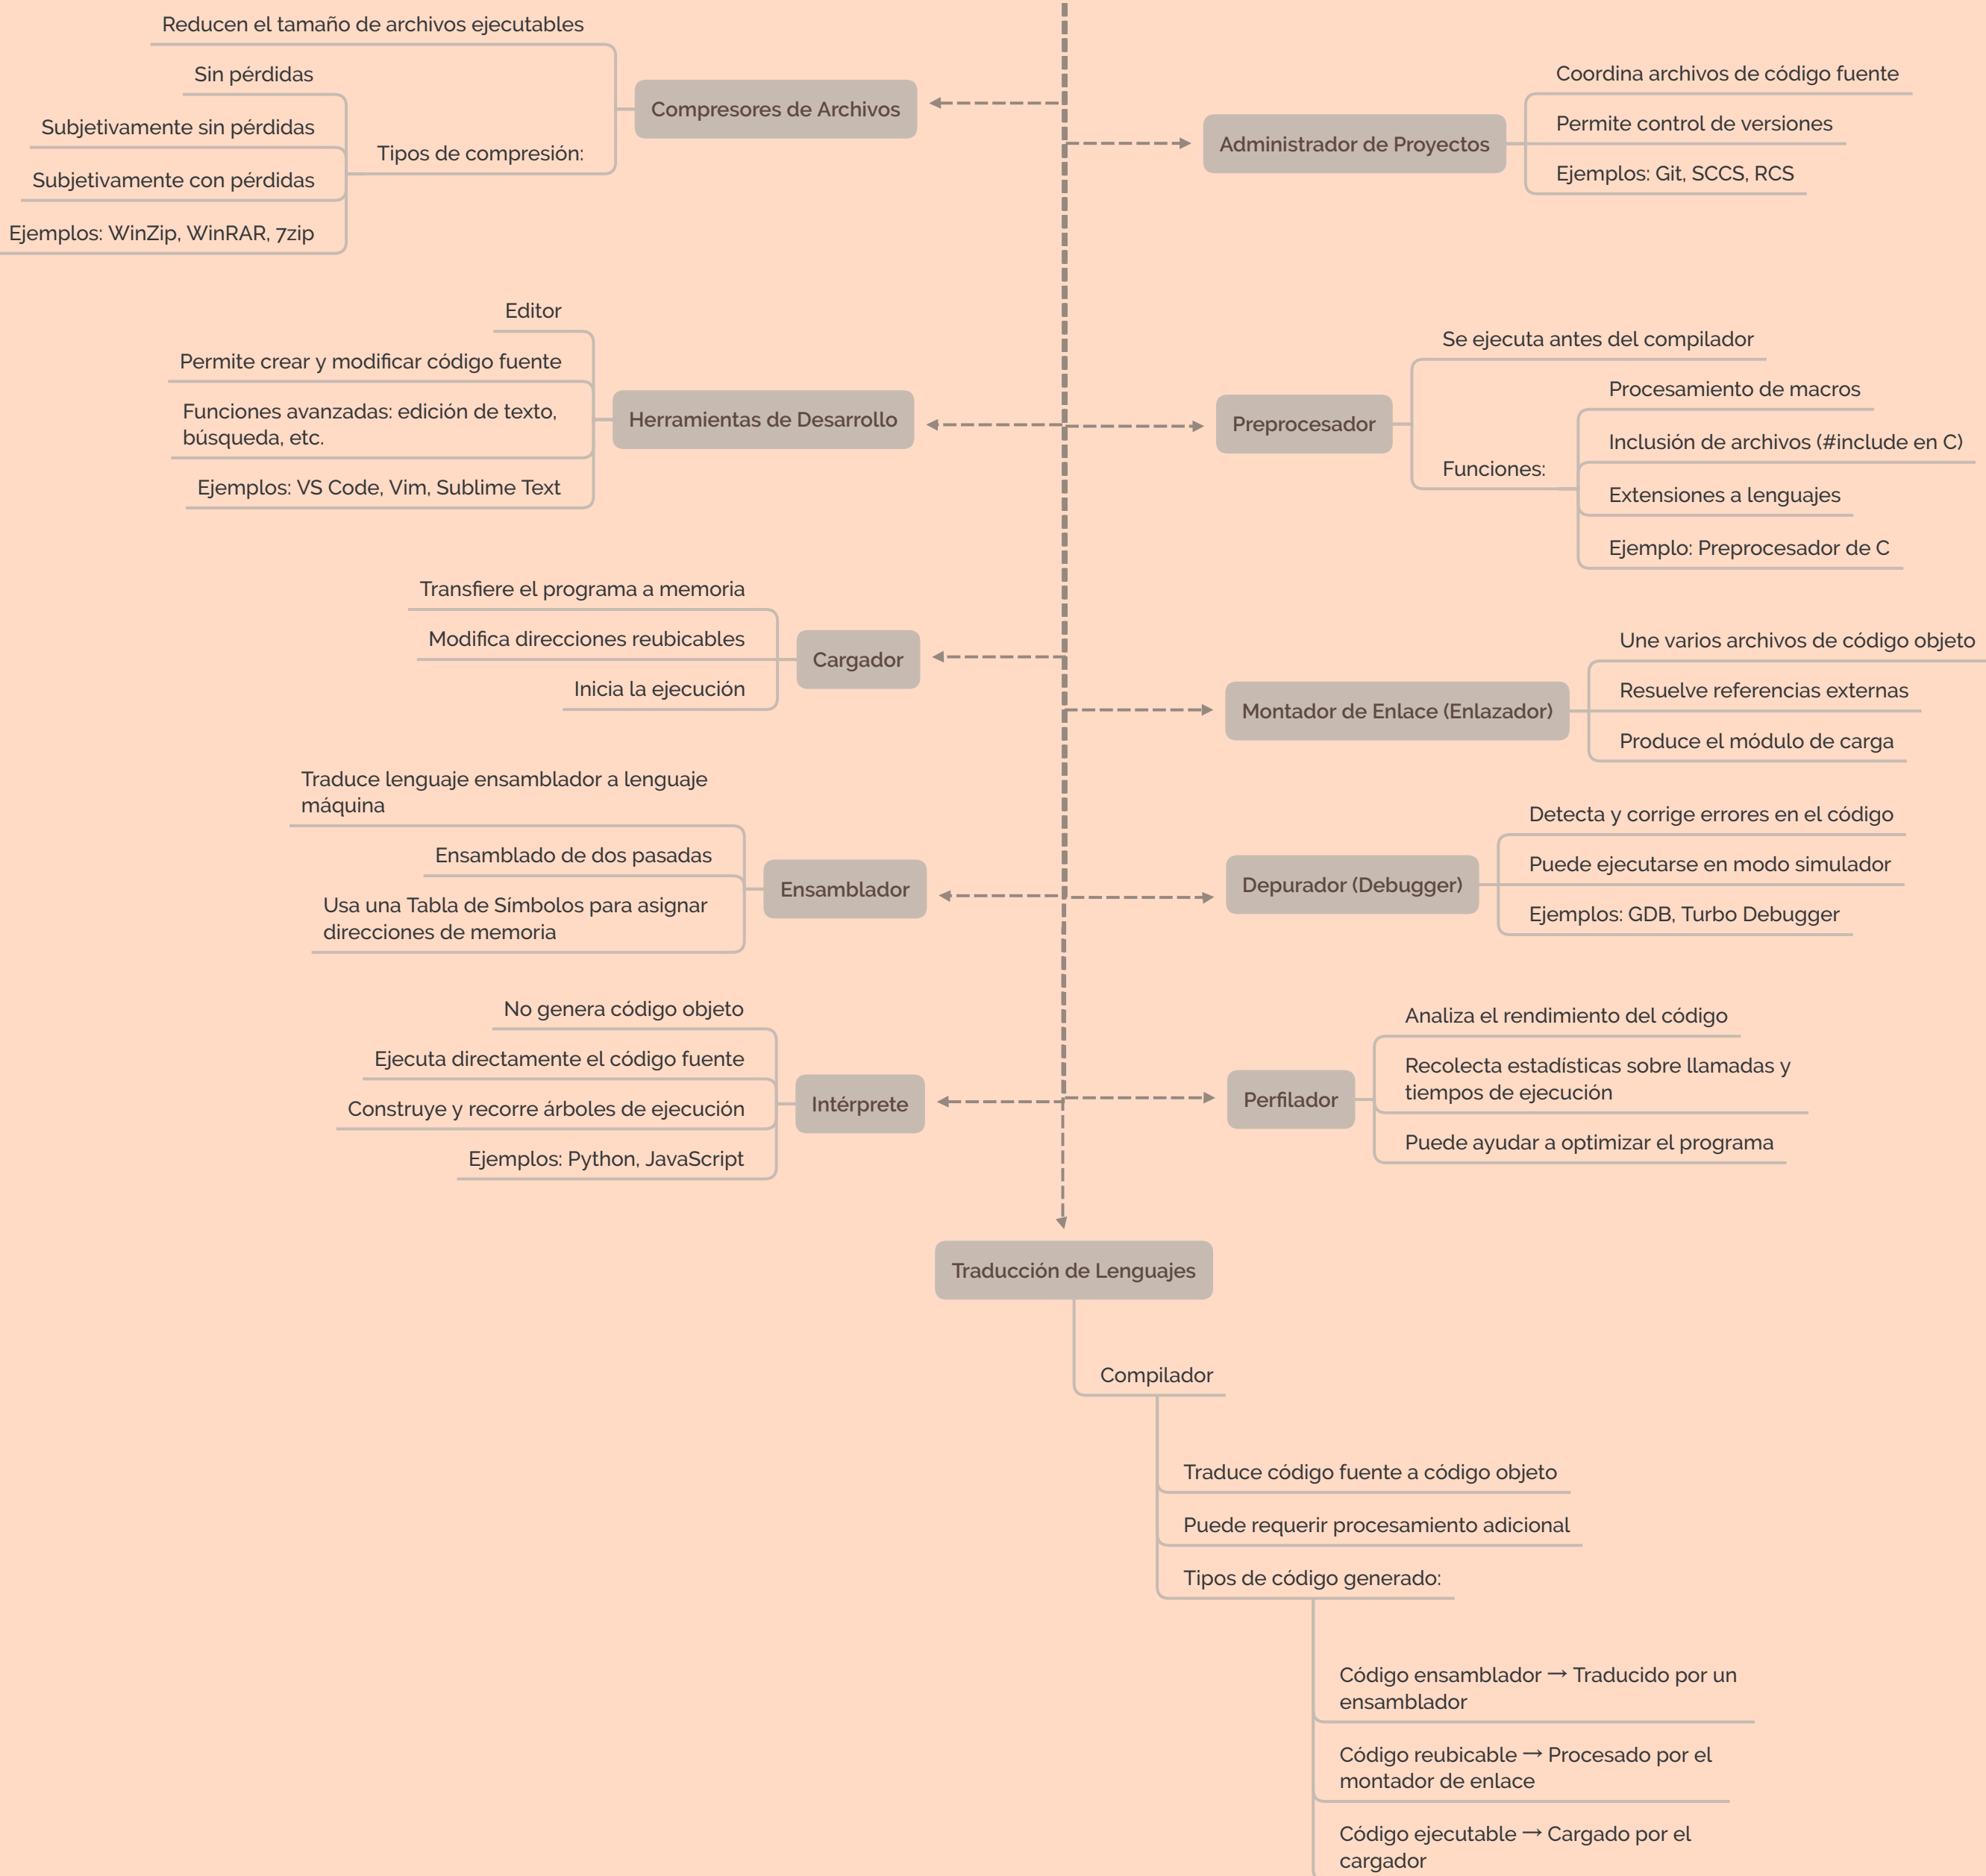 Reducen el tamaño de archivos ejecutables
Sin pérdidas
Subjetivamente sin pérdidas
Subjetivamente con pérdidas
Ejemplos: WinZip, WinRAR, 7zip
Tipos de compresión:
Compresores de Archivos
Administrador de Proyectos
Coordina archivos de código fuente
Permite control de versiones
Ejemplos: Git, SCCS, RCS
Editor
Permite crear y modificar código fuente
Funciones avanzadas: edición de texto,
búsqueda, etc.
Ejemplos: VS Code, Vim, Sublime Text
Herramientas de Desarrollo
Preprocesador
Se ejecuta antes del compilador
Funciones:
Procesamiento de macros
Inclusión de archivos (#include en C)
Extensiones a lenguajes
Ejemplo: Preprocesador de C
Transfiere el programa a memoria
Modifica direcciones reubicables
Inicia la ejecución
Cargador
Montador de Enlace (Enlazador)
Une varios archivos de código objeto
Resuelve referencias externas
Produce el módulo de carga
Traduce lenguaje ensamblador a lenguaje
máquina
Ensamblado de dos pasadas
Usa una Tabla de Símbolos para asignar
direcciones de memoria
Ensamblador
Depurador (Debugger)
Detecta y corrige errores en el código
Puede ejecutarse en modo simulador
Ejemplos: GDB, Turbo Debugger
No genera código objeto
Ejecuta directamente el código fuente
Construye y recorre árboles de ejecución
Ejemplos: Python, JavaScript
Intérprete
Perfilador
Analiza el rendimiento del código
Recolecta estadísticas sobre llamadas y
tiempos de ejecución
Puede ayudar a optimizar el programa
Traducción de Lenguajes
Compilador
Traduce código fuente a código objeto
Puede requerir procesamiento adicional
Tipos de código generado:
Código ensamblador → Traducido por un
ensamblador
Código reubicable → Procesado por el
montador de enlace
Código ejecutable → Cargado por el
cargador